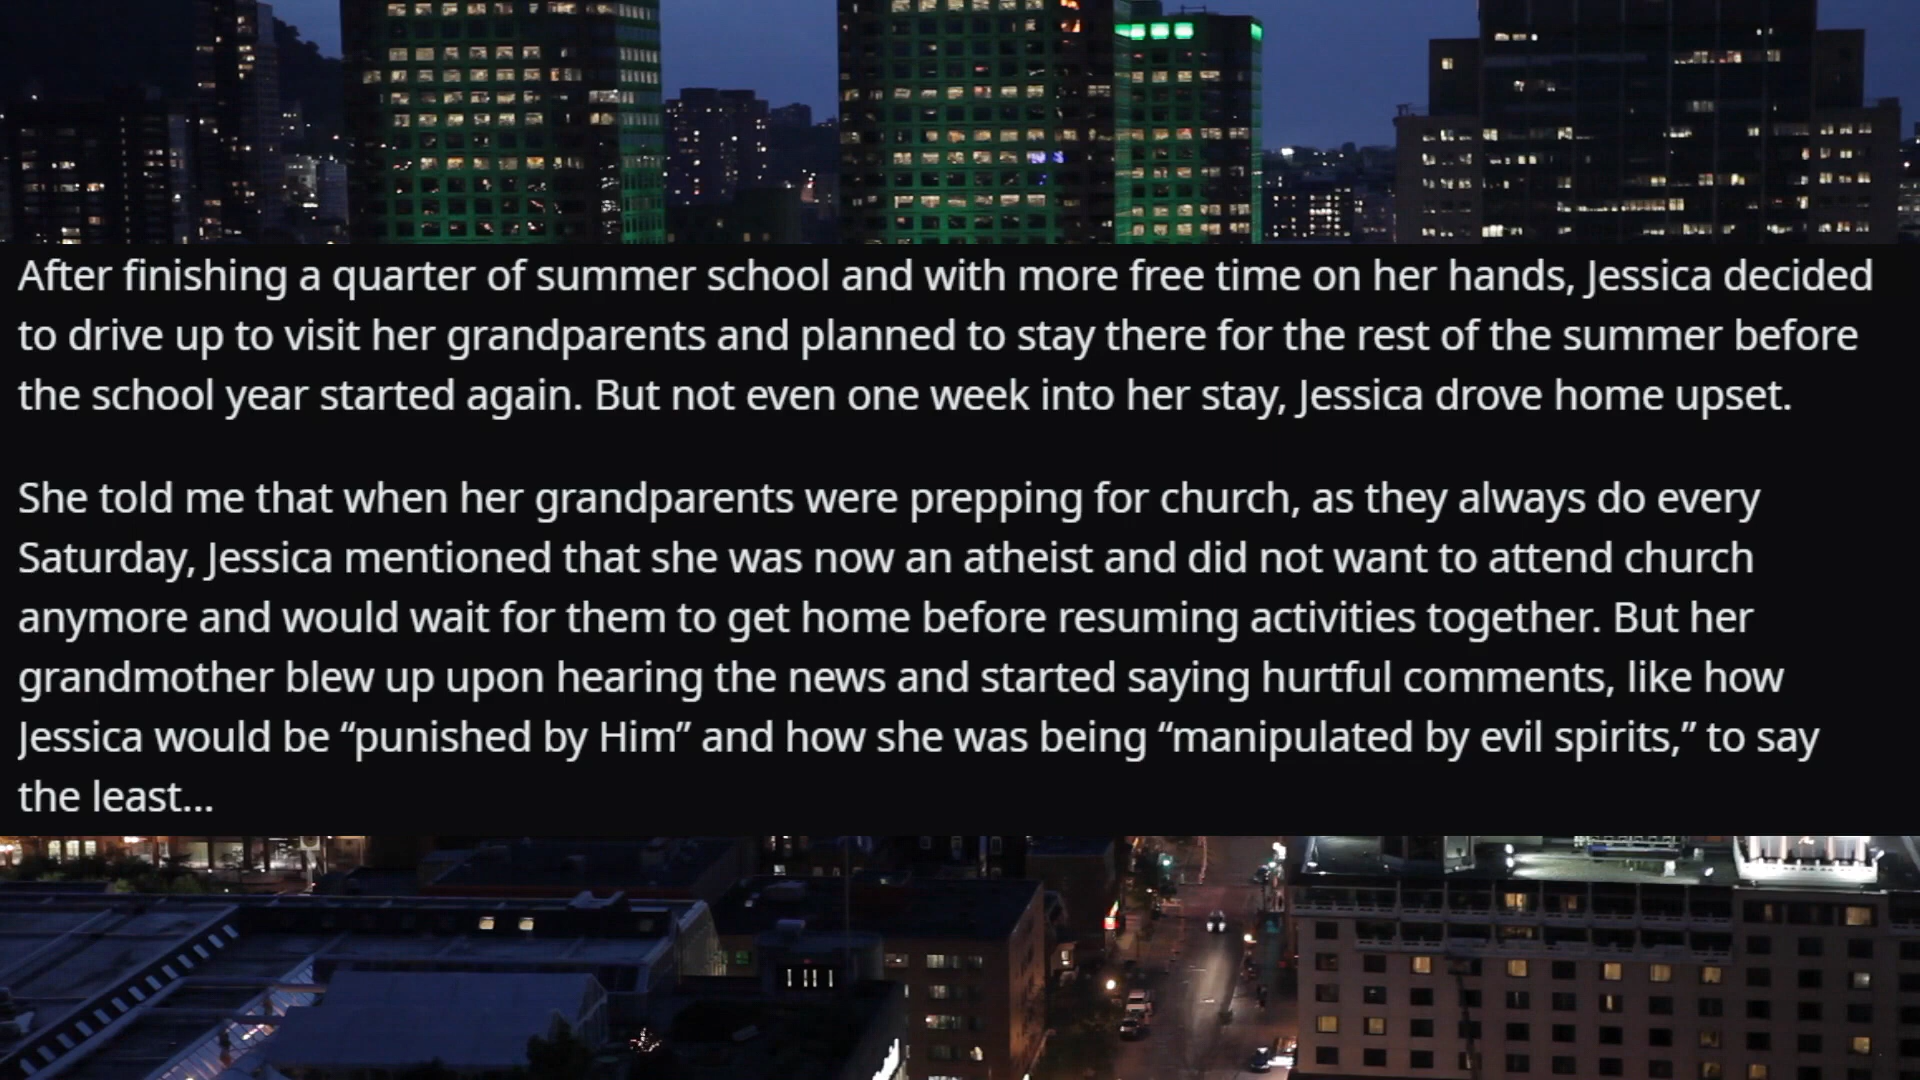 After finishing a quarter of summer school and with more free time on her hands, Jessica decided
to drive up to visit her grandparents and planned to stay there for the rest of the summer before
the school year started again. But not even one week into her stay, Jessica drove home upset.
She told me that when her grandparents were prepping for church, as they always do every
Saturday, Jessica mentioned that she was now an atheist and did not want to attend church
anymore and would wait for them to get home before resuming activities together. But her
grandmother blew up upon hearing the news and started saying hurtful comments, like how
Jessica would be “punished by Him” and how she was being “manipulated by evil spirits,” to say
the least...